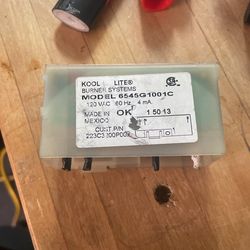 KOOL LITE®
BURNER SYSTEMS
MODEL 6545G1001C
120 VAC 60 Hz 4 mA.
MADE IN OK 1 50 13
MEXICO
CUST. P/N